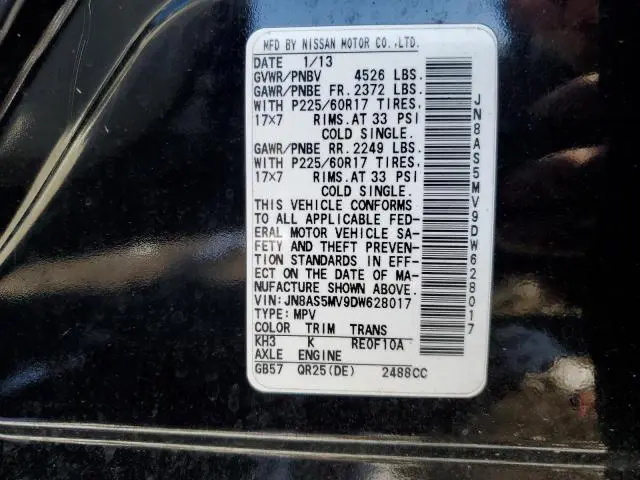 MFD BY NISSAN MOTOR CO.,LTD.
DATE 1/13
GVWR/PNBV 4526 LBS.
GAWR/PNBE FR.2372 LBS.
WITH P225/60R17 TIRES,
17×7 RIMS.AT 33 PSI
COLD SINGLE.
GAWR/PNBE RR.2249 LBS.
WITH P225/60R17 TIRES,
17×7 RIMS.AT 33 PSI
COLD SINGLE.
THIS VEHICLE CONFORMS
TO ALL APPLICABLE FED-
ERAL MOTOR VEHICLE SA-
FETY AND THEFT PREVEN-
TION STANDARDS IN EFF-
ECT ON THE DATE OF MA-
NUFACTURE SHOWN ABOVE.
VIN:JN8AS5MV9DW628017
TYPE:MPV
COLOR TRIM TRANS
KH3 K RE0F10A
AXLE ENGINE
GB57 QR25(DE) 2488CC
JN8AS5MV9DW628017